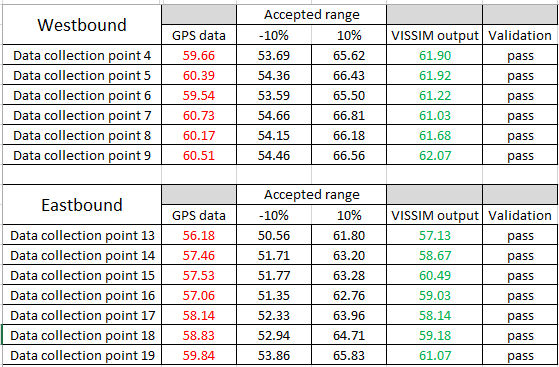 Westbound Accepted range
GPS data -10% 10% VISSIM output Validation
Data collection point 4 59.66 53.69 65.62 61.90 pass
Data collection point 5 60.39 54.36 66.43 61.92 pass
Data collection point 6 59.54 53.59 65.50 61.22 pass
Data collection point 7 60.73 54.66 66.81 61.03 pass
Data collection point 8 60.17 54.15 66.18 61.68 pass
Data collection point 9 60.51 54.46 66.56 62.07 pass
Eastbound Accepted range
GPS data -10% 10% VISSIM output Validation
Data collection point 13 56.18 50.56 61.80 57.13 pass
Data collection point 14 57.46 51.71 63.20 58.67 pass
Data collection point 15 57.53 51.77 63.28 60.49 pass
Data collection point 16 57.06 51.35 62.76 59.03 pass
Data collection point 17 58.14 52.33 63.96 58.14 pass
Data collection point 18 58.83 52.94 64.71 59.18 pass
Data collection point 19 59.84 53.86 65.83 61.07 pass